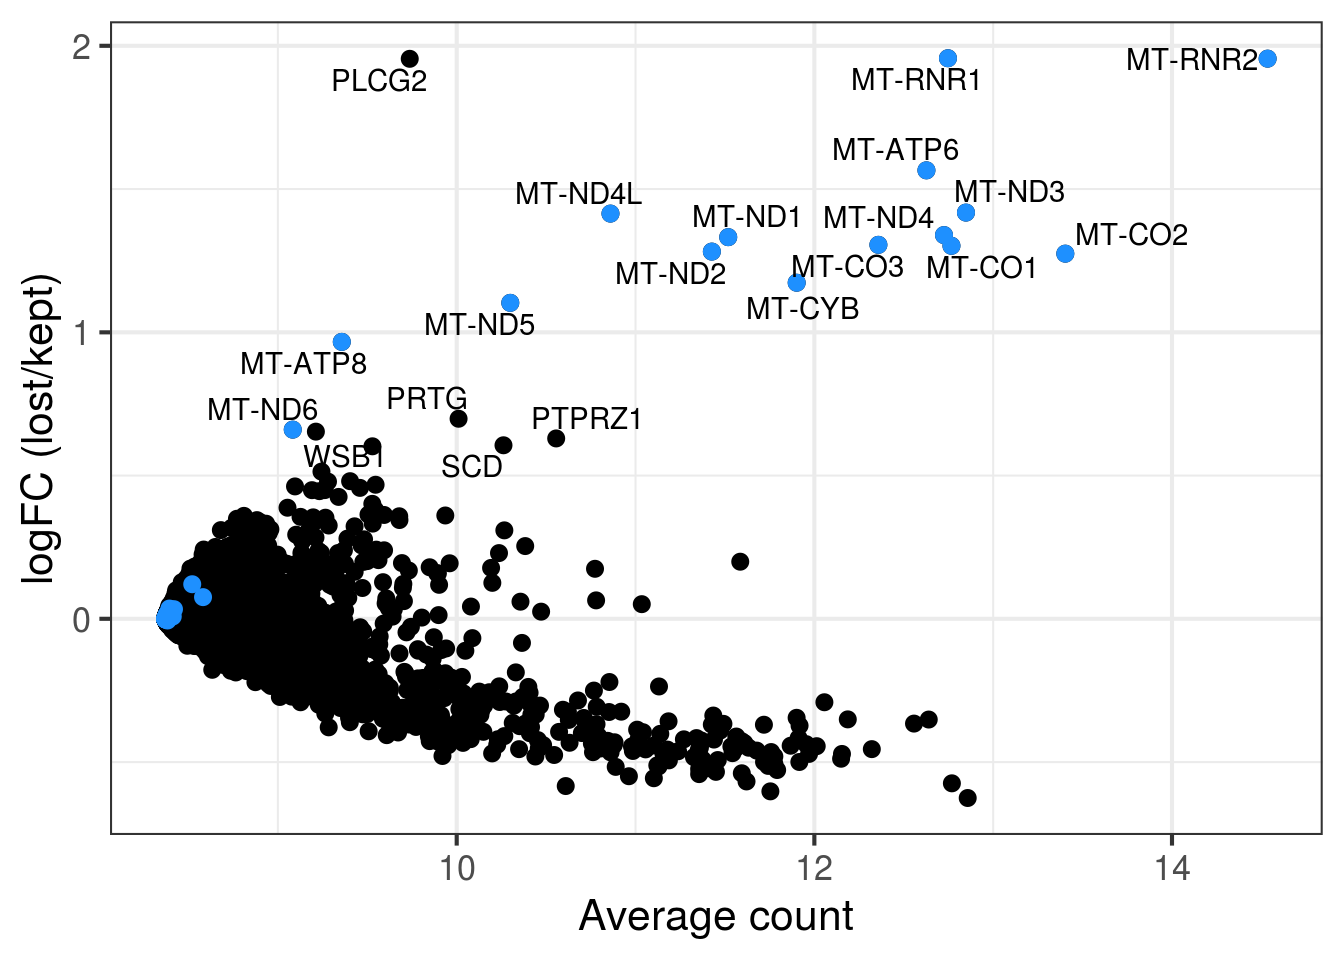 2
PLCG2
MT-RNR1
MT-RNR2
MT-ATP6
MT-ND4L
MT-ND3
MT-ND1
MT-ND4
MT-CO2
MT-ND2
MT-CO3
MT-CO1
MT-CYB
MT-ND5
1
MT-ATP8
PRTG
MT-ND6
PTPRZ1
WSB1
SCD
0
logFC (lost/kept)
10
12
14
Average count